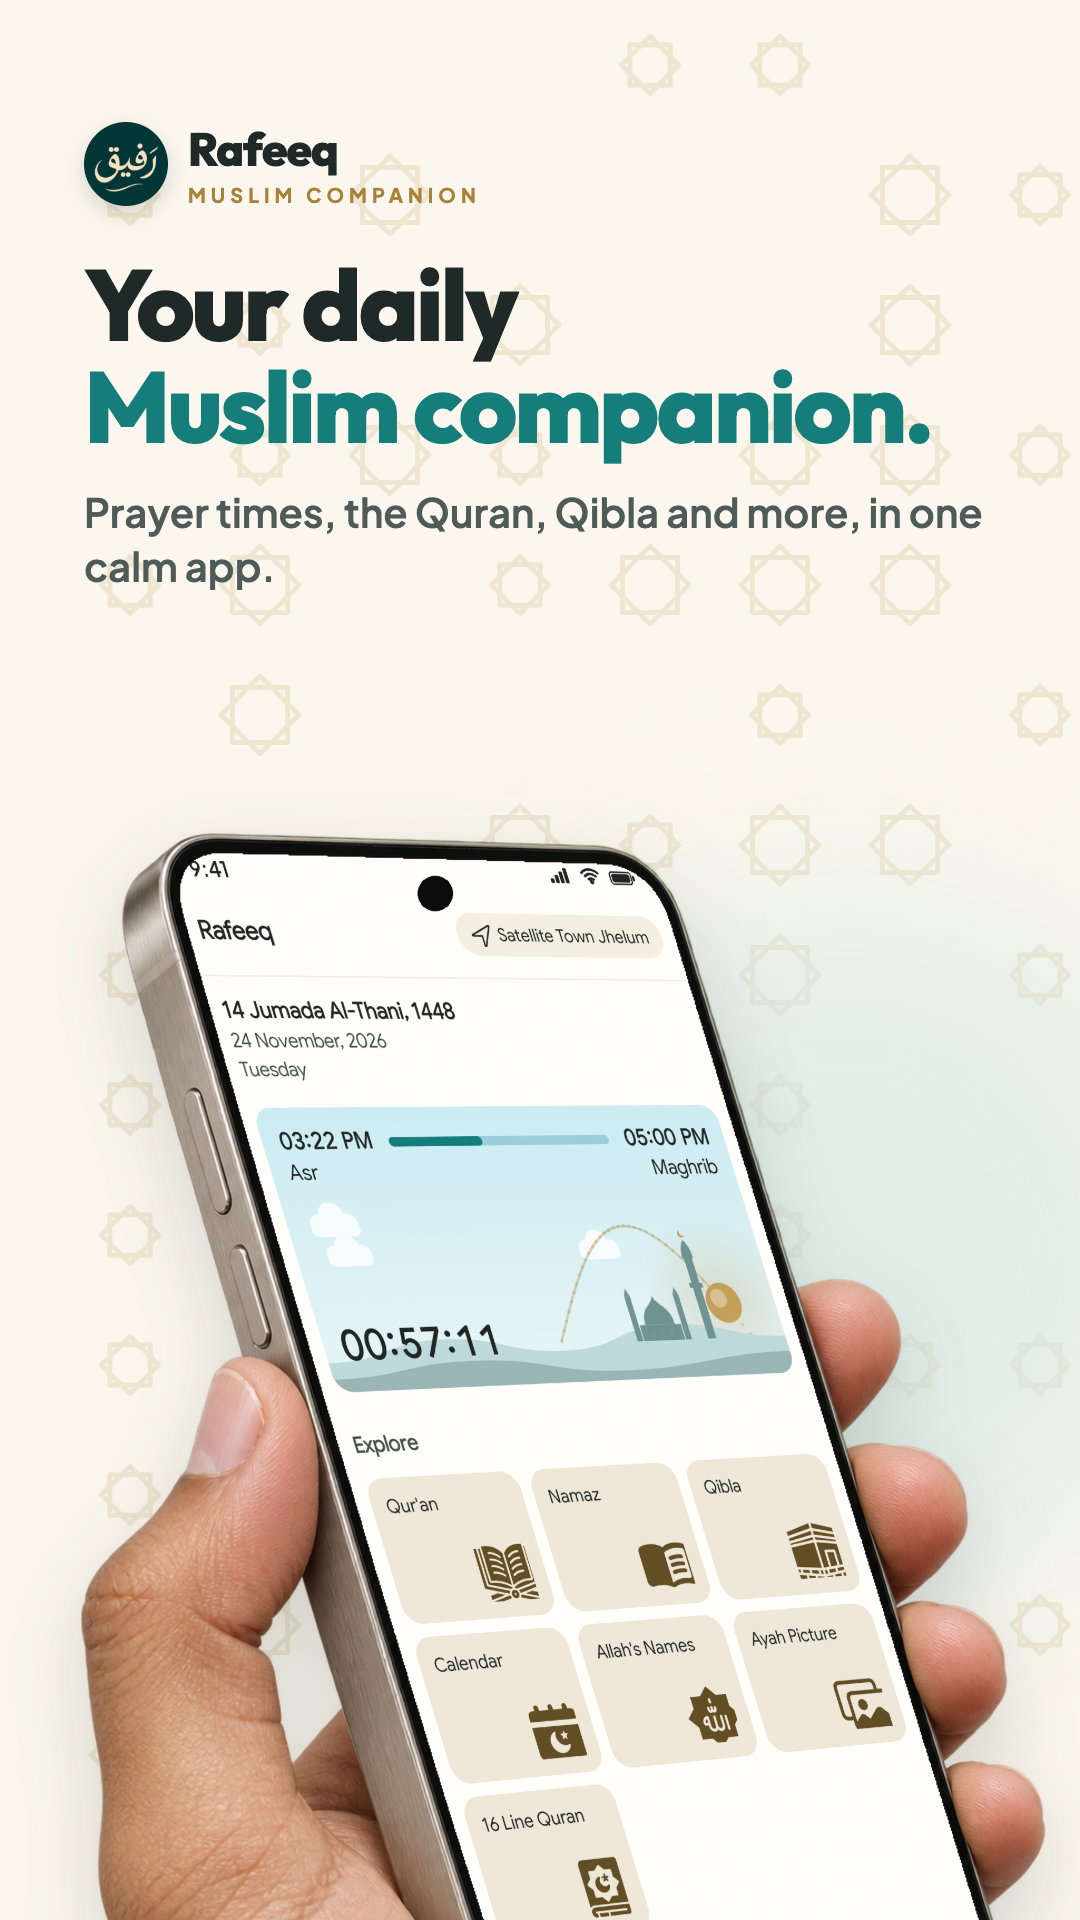 رفيق
Rafeeq
MUSLIM COMPANION
Your daily
Muslim companion.
Prayer times, the Quran, Qibla and more, in one
calm app.
9:41
Rafeeq
Satellite Town Jhelum
14 Jumada Al-Thani, 1448
24 November, 2026
Tuesday
03:22 PM
05:00 PM
Asr
Maghrib
00:57:11
Explore
Qur'an
Namaz
Qibla
Calendar
Allah's Names
Ayah Picture
الله
16 Line Quran